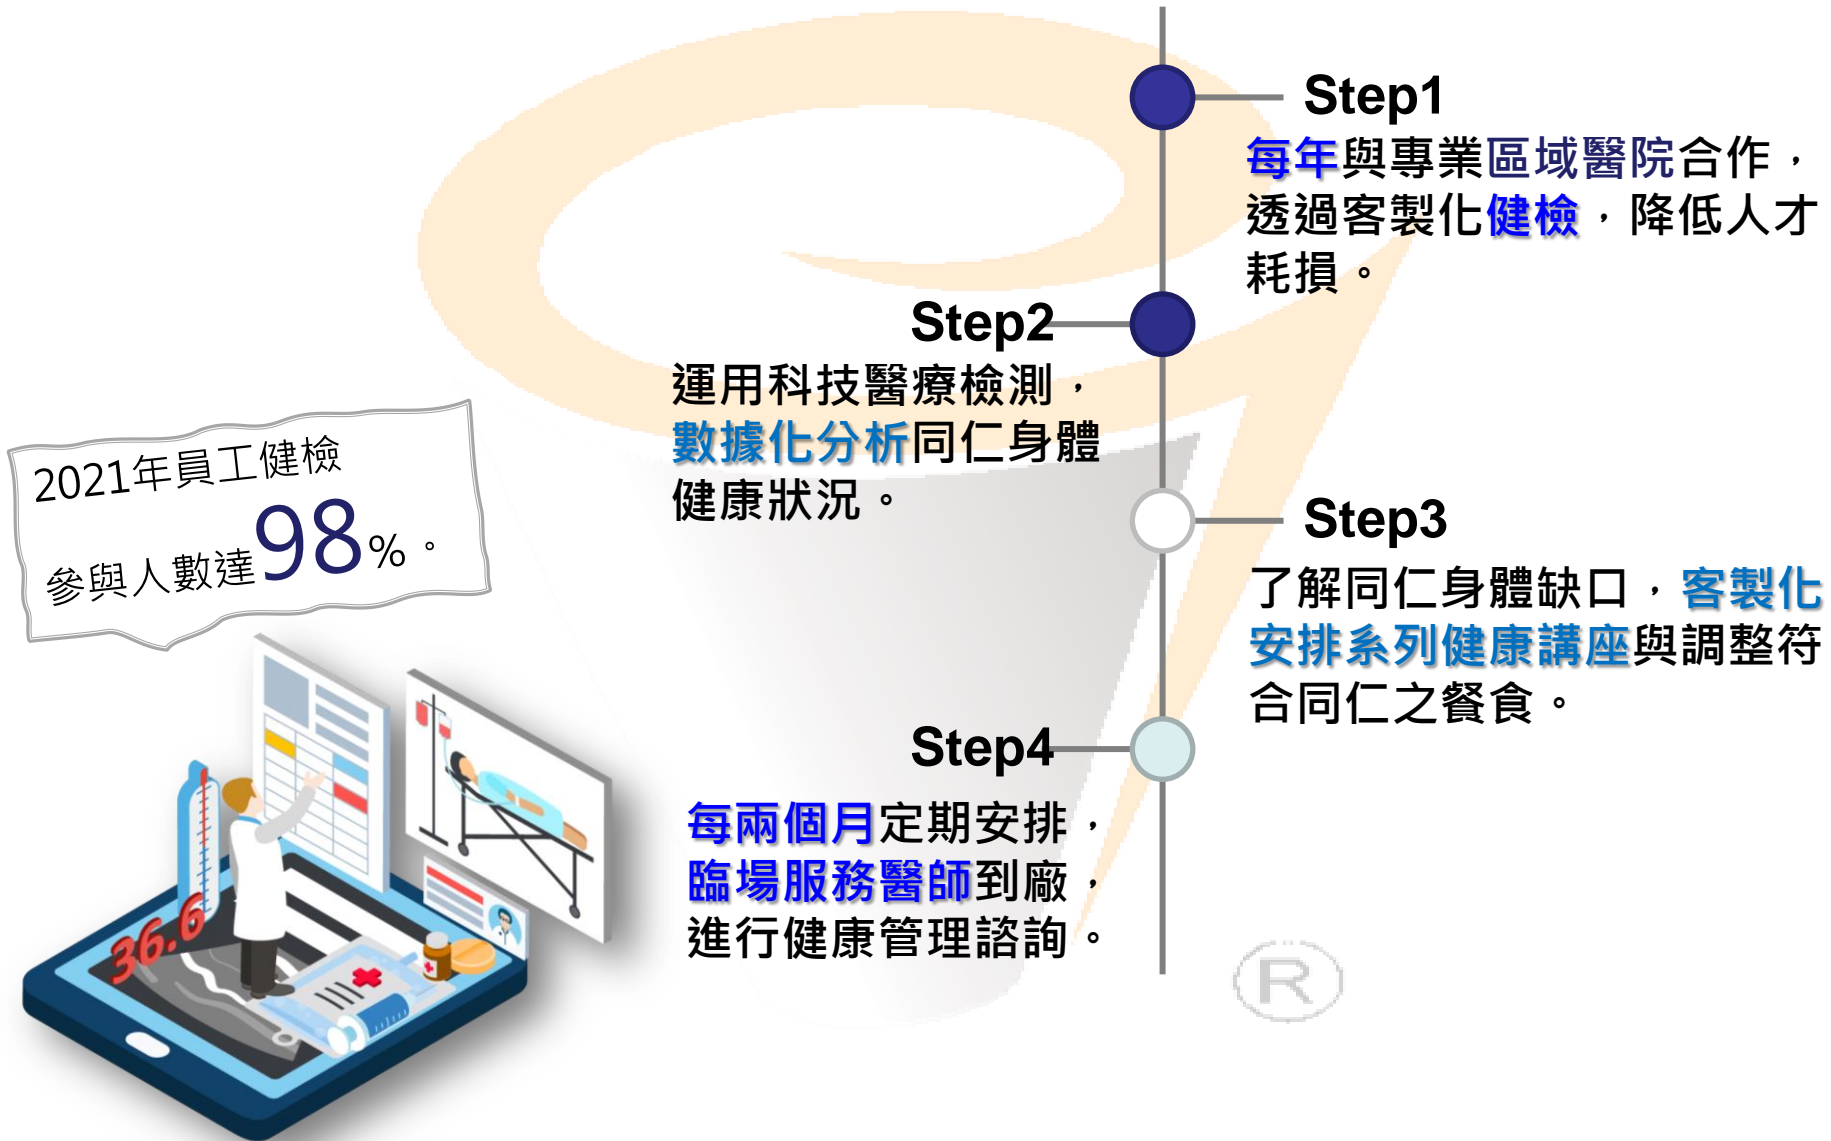 Step1
每年與專業區域醫院合作，
透過客製化健檢，降低人才
耗損。
Step2
運用科技醫療檢測，
數據化分析同仁身體
健康狀況。
2021年員工健檢
參與人數達98%。
Step3
了解同仁身體缺口，客製化
安排系列健康講座與調整符
合同仁之餐食。
Step4
每兩個月定期安排，
臨場服務醫師到廠，
進行健康管理諮詢。
36.6
®